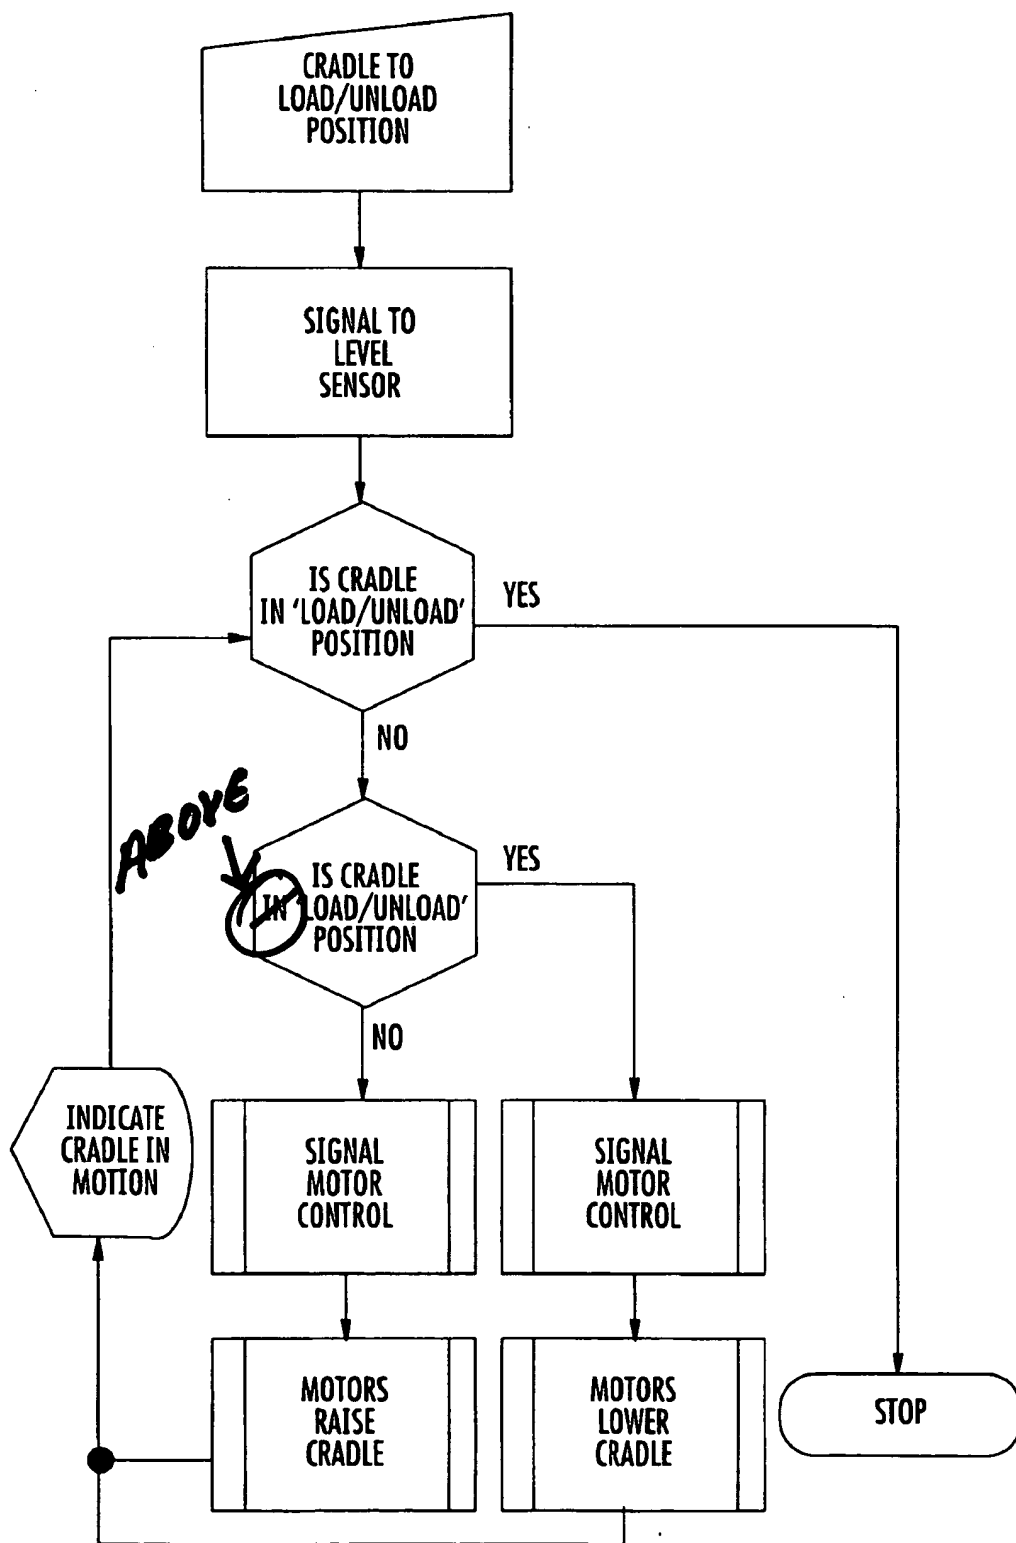 CRADLE TO
LOAD/UNLOAD
POSITION
SIGNAL TO
LEVEL
SENSOR
IS CRADLE
IN 'LOAD/UNLOAD'
POSITION
YES
NO
ABOVE
IS CRADLE
IN 'LOAD/UNLOAD'
POSITION
YES
NO
INDICATE
CRADLE IN
MOTION
SIGNAL
MOTOR
CONTROL
SIGNAL
MOTOR
CONTROL
MOTORS
RAISE
CRADLE
MOTORS
LOWER
CRADLE
STOP